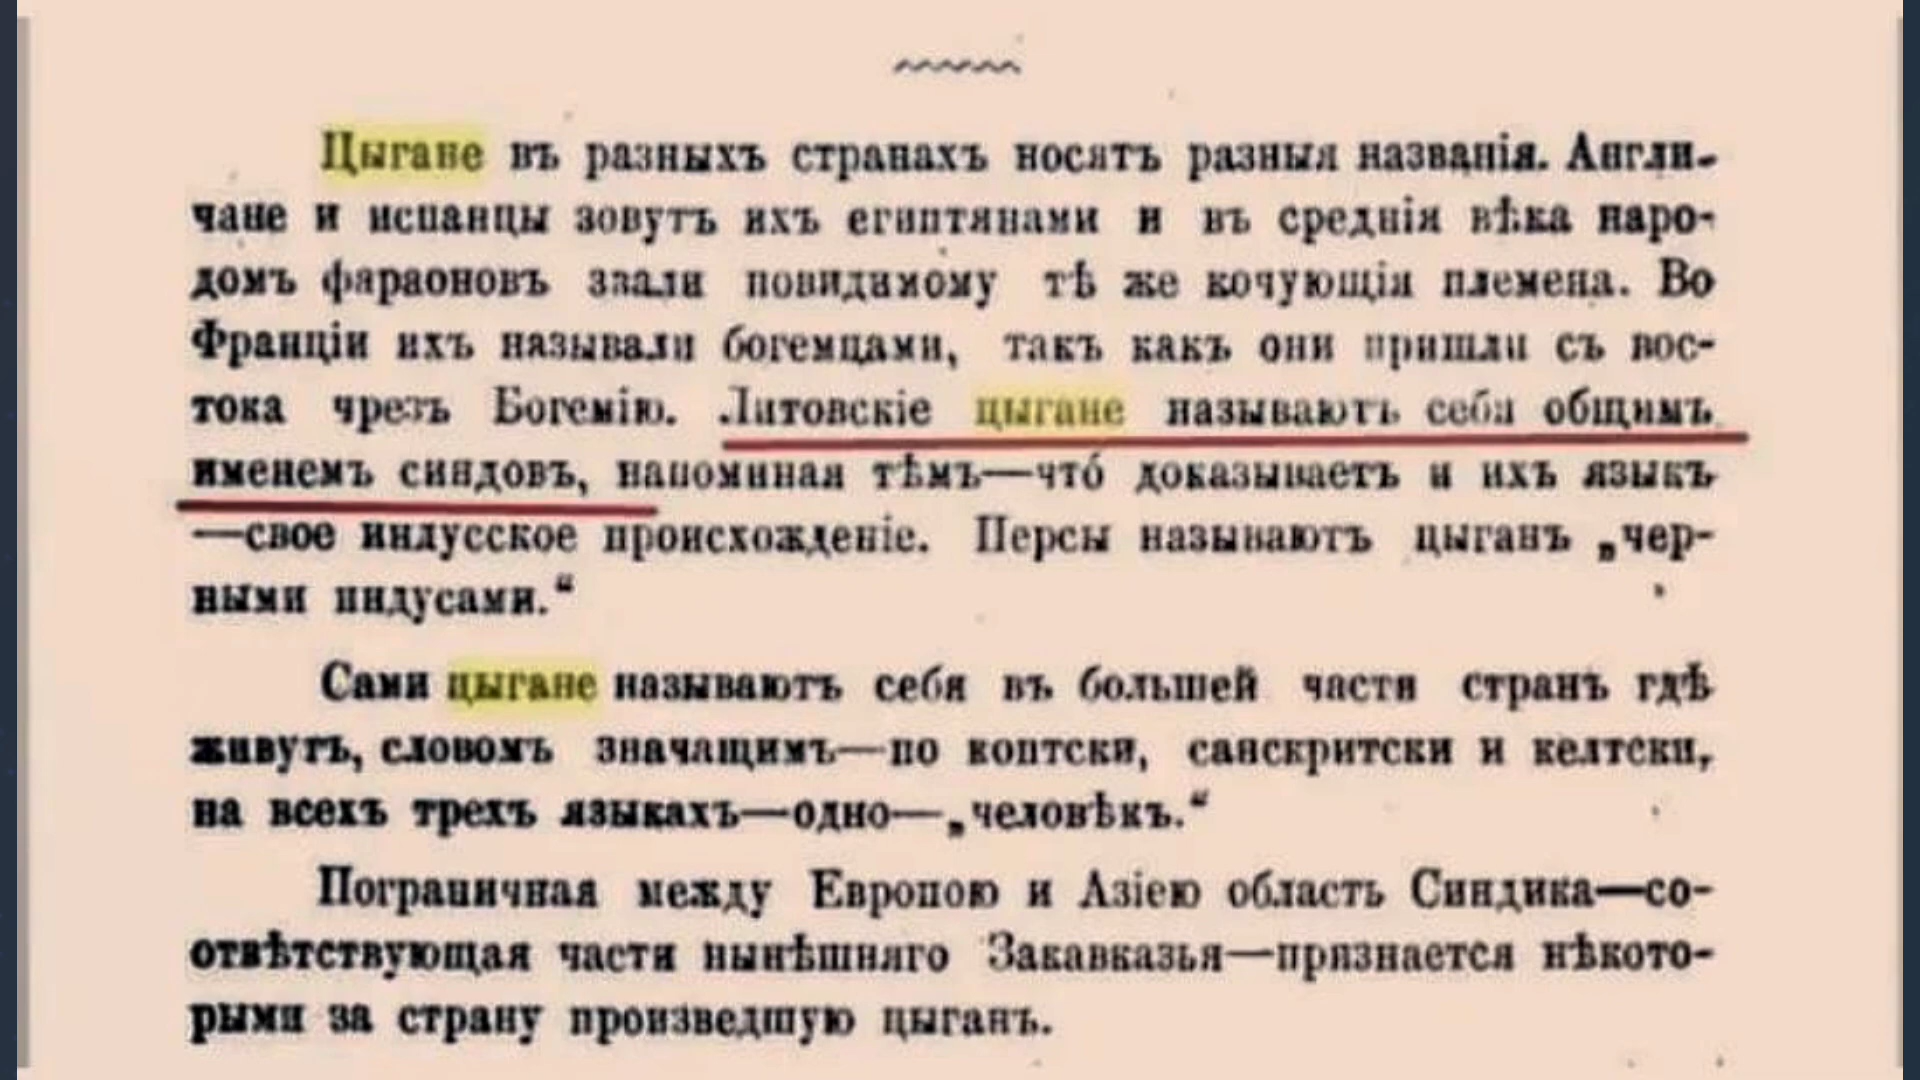 Цыгане въ разныхъ странахъ носятъ разныя названія. Англи-
чане и испанцы зовутъ ихъ египтянами и въ среднія вѣка наро-
домъ фараоновъ звали повидимому тѣ же кочующія племена. Во
Франціи ихъ называли богемцами, такъ какъ они пришли съ вос-
тока чрезъ Богемію. Литовскіе цыгане называютъ себя общимъ
именемъ синдовъ, напоминая тѣмъ—что́ доказываетъ и ихъ языкъ
—свое индусское происхожденіе. Персы называютъ цыганъ „чер-
ными индусами.“
Сами цыгане называютъ себя въ большей части странъ гдѣ
живутъ, словомъ значащимъ—по коптски, санскритски и келтски,
на всехъ трехъ языкахъ—одно—„человѣкъ.“
Пограничная между Европою и Азіею область Синдика—со-
отвѣтствующая части нынѣшняго Закавказья—признается нѣкото-
рыми за страну произведшую цыганъ.